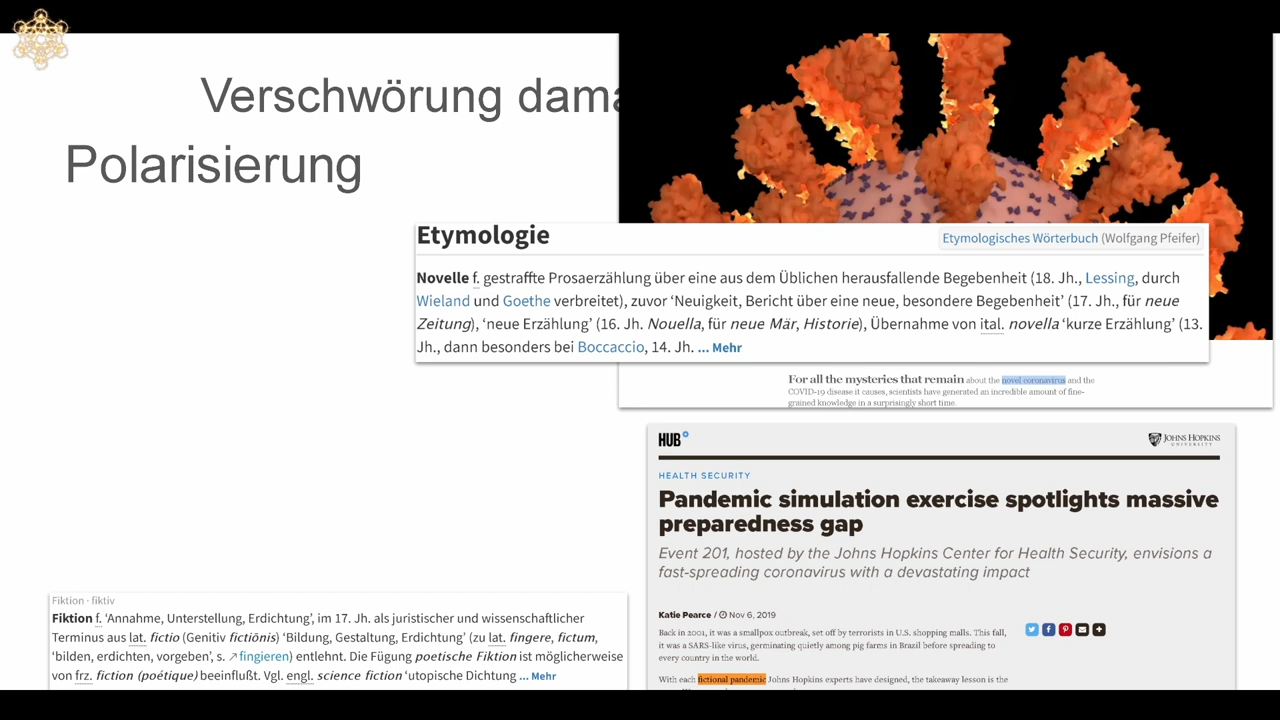 Verschwörung dama
Polarisierung
Etymologie
Etymologisches Wörterbuch (Wolfgang Pfeifer)
Novelle f. gestraffte Prosaerzählung über eine aus dem Üblichen herausfallende Begebenheit (18. Jh., Lessing, durch
Wieland und Goethe verbreitet), zuvor ‘Neuigkeit, Bericht über eine neue, besondere Begebenheit’ (17. Jh., für neue
Zeitung), ‘neue Erzählung’ (16. Jh. Nouella, für neue Mär, Historie), Übernahme von ital. novella ‘kurze Erzählung’ (13.
Jh., dann besonders bei Boccaccio, 14. Jh. ... Mehr
For all the mysteries that remain about the novel coronavirus and the
COVID-19 disease it causes, scientists have generated an incredible amount of fine-
grained knowledge in a surprisingly short time.
HUB
JOHNS HOPKINS
UNIVERSITY
HEALTH SECURITY
Pandemic simulation exercise spotlights massive
preparedness gap
Event 201, hosted by the Johns Hopkins Center for Health Security, envisions a
fast-spreading coronavirus with a devastating impact
Katie Pearce / Nov 6, 2019
Back in 2001, it was a smallpox outbreak, set off by terrorists in U.S. shopping malls. This fall,
it was a SARS-like virus, germinating quietly among pig farms in Brazil before spreading to
every country in the world.
With each fictional pandemic Johns Hopkins experts have designed, the takeaway lesson is the
Fiktion · fiktiv
Fiktion f. ‘Annahme, Unterstellung, Erdichtung’, im 17. Jh. als juristischer und wissenschaftlicher
Terminus aus lat. fictio (Genitiv fictiōnis) ‘Bildung, Gestaltung, Erdichtung’ (zu lat. fingere, fictum,
‘bilden, erdichten, vorgeben’, s. ↗fingieren) entlehnt. Die Fügung poetische Fiktion ist möglicherweise
von frz. fiction (poétique) beeinflußt. Vgl. engl. science fiction ‘utopische Dichtung ... Mehr